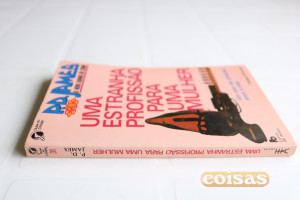 P.D.JAMES
UMA
ESTRANHA
PROFISSÃO
PARA
UMA
MULHER
P. D.
JAMES
UMA ESTRANHA PROFISSÃO PARA UMA MULHER
coisas